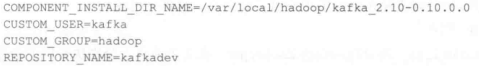 COMPONENT_INSTALL_DIR_NAME=/var/local/hadoop/kafka_2.10-0.10.0.0
CUSTOM_USER=kafka
CUSTOM_GROUP=hadoop
REPOSITORY_NAME=kafkadev